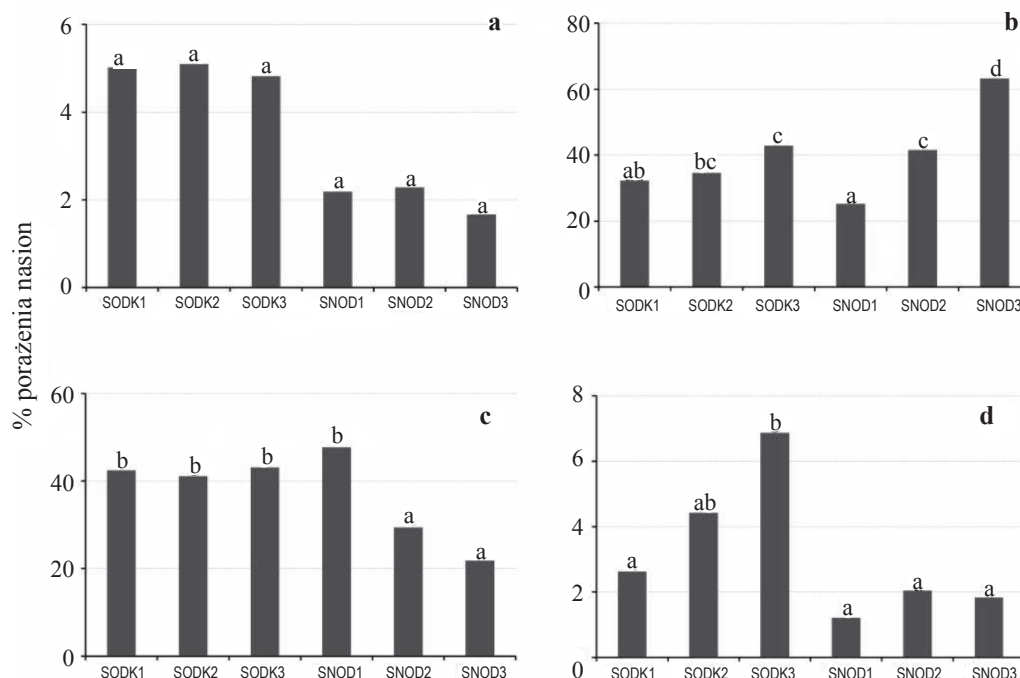 % porażenia nasion
a
6
4
2
0
a a a a a a
SODK1 SODK2 SODK3 SNOD1 SNOD2 SNOD3
b
80
60
40
20
0
ab bc c a c d
SODK1 SODK2 SODK3 SNOD1 SNOD2 SNOD3
c
60
40
20
0
b b b b a a
SODK1 SODK2 SODK3 SNOD1 SNOD2 SNOD3
d
8
6
4
2
0
a ab b a a a
SODK1 SODK2 SODK3 SNOD1 SNOD2 SNOD3